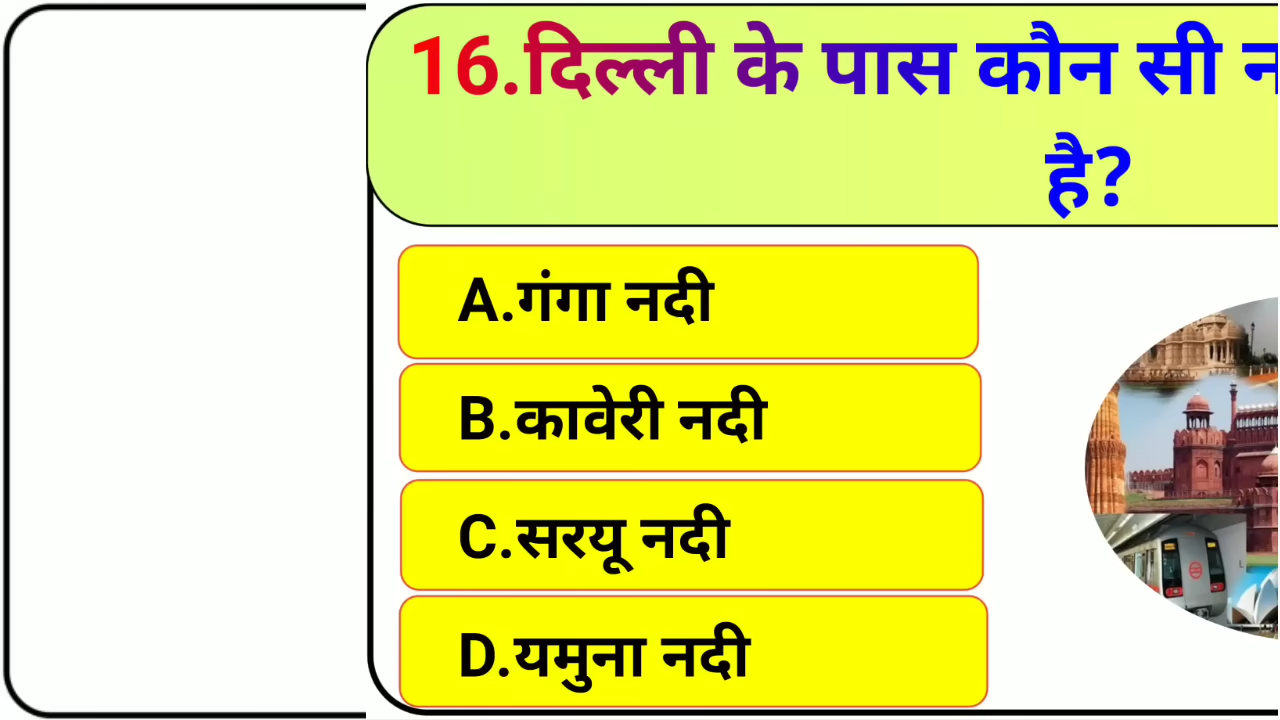 16.दिल्ली के पास कौन सी
है?
A.गंगा नदी
B.कावेरी नदी
C.सरयू नदी
D.यमुना नदी